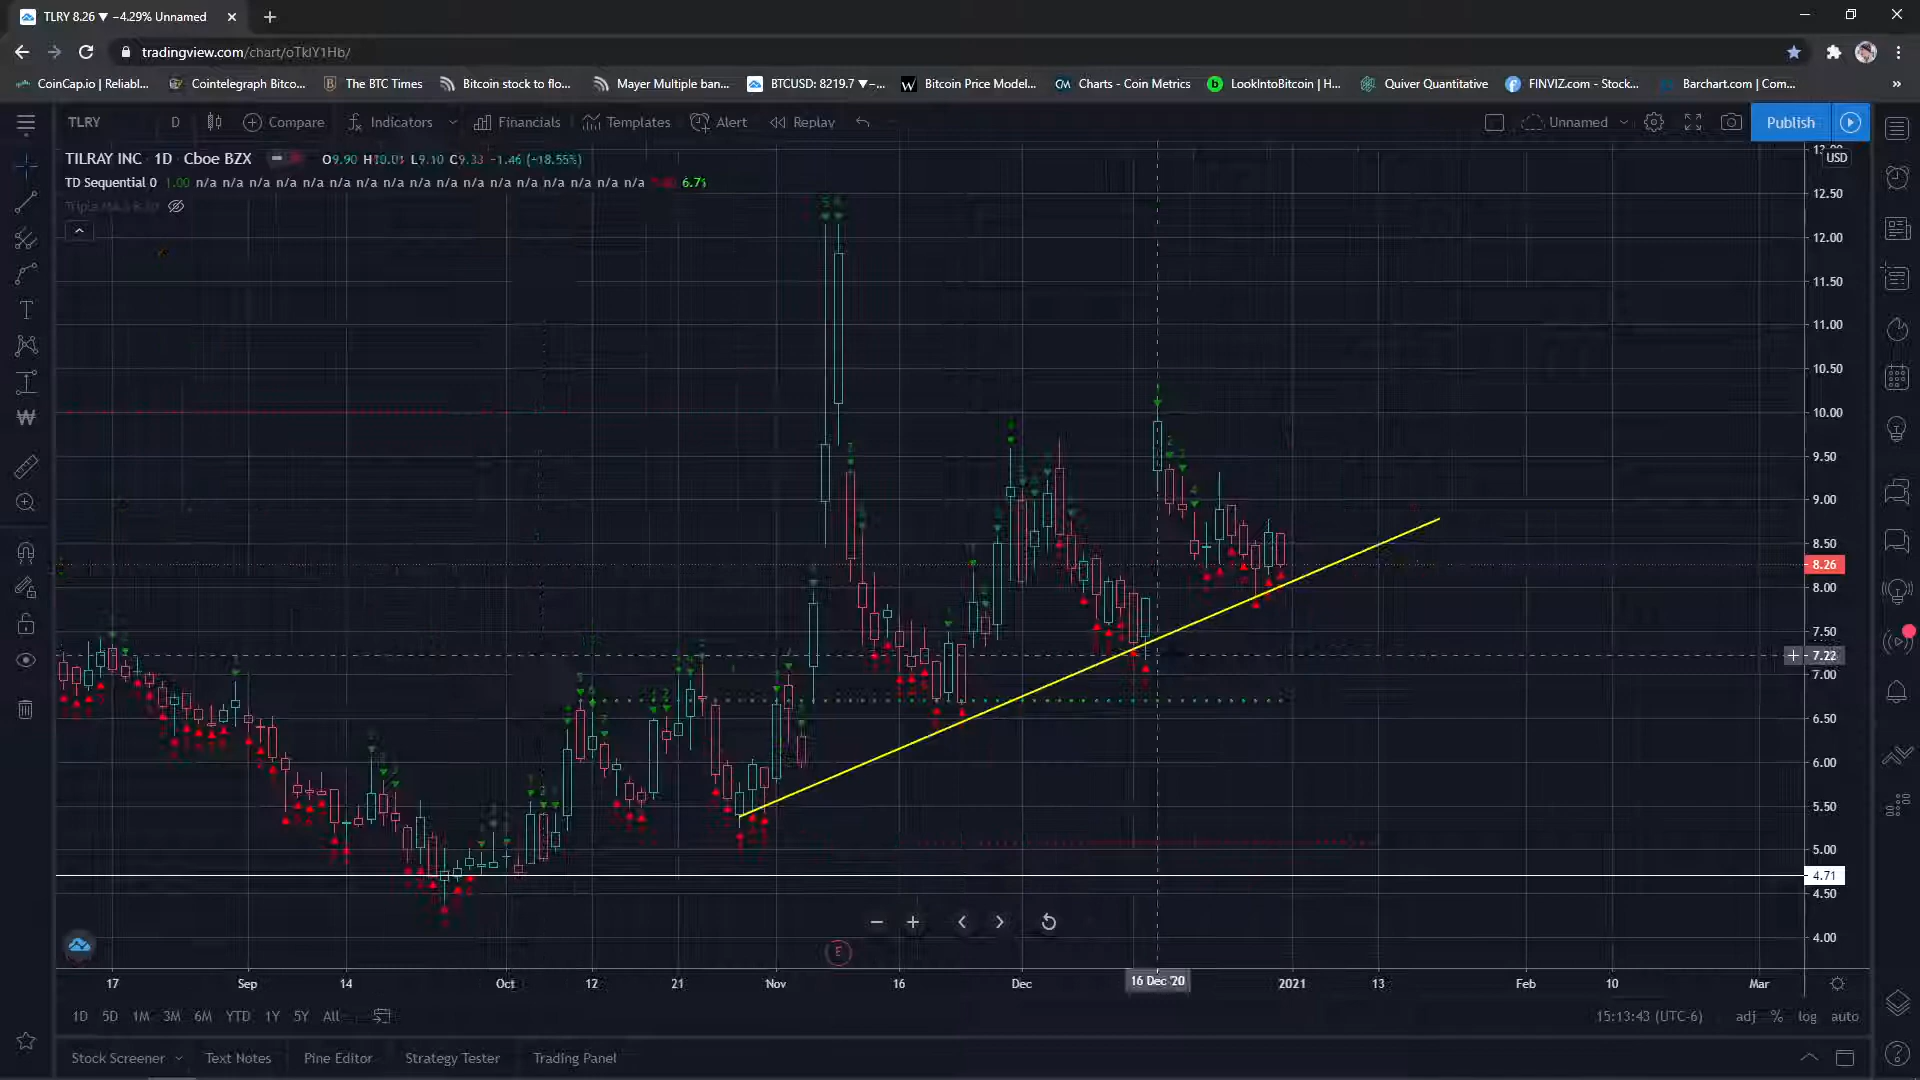 TLRY 8.26 ▼ −4.29% Unnamed
tradingview.com/chart/oTkIY1Hb/
CoinCap.io | Reliabl... Cointelegraph Bitco... The BTC Times Bitcoin stock to flo... Mayer Multiple ban... BTCUSD: 8219.7 ▼−... Bitcoin Price Model... Charts - Coin Metrics LookIntoBitcoin | H... Quiver Quantitative FINVIZ.com - Stock... Barchart.com | Com... »
TLRY D Compare Indicators Financials Templates Alert Replay Unnamed Publish
TILRAY INC 1D Cboe BZX O9.90 H10.01 L9.10 C9.33
USD
TD Sequential 0 1.00 n/a n/a n/a n/a n/a n/a n/a n/a n/a n/a n/a n/a n/a n/a n/a n/a n/a
12.50
12.00
11.50
11.00
10.50
10.00
9.50
9.00
8.50
8.26
8.00
7.50
7.22
7.00
6.50
6.00
5.50
5.00
4.71
4.50
4.00
E
17 Sep 14 Oct 12 21 Nov 16 Dec 16 Dec '20 2021 13 Feb 10 Mar
1D 5D 1M 3M 6M YTD 1Y 5Y All 15:13:43 (UTC-6) adj % log auto
Stock Screener Text Notes Pine Editor Strategy Tester Trading Panel